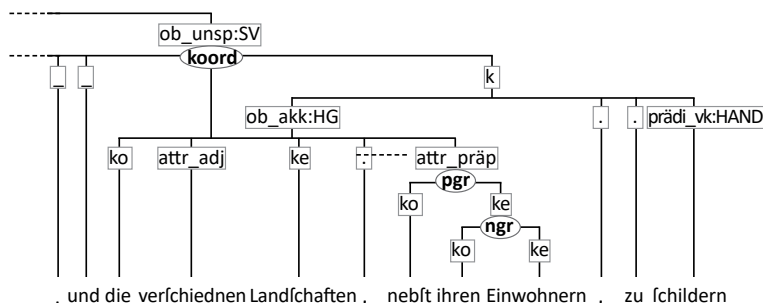 ob_unsp:SV
koord
_ _ k
ob_akk:HG . . prädi_vk:HAND
ko attr_adj ke . attr_präp
pgr
ko ke
ngr
ko ke
, und die verſchiednen Landſchaften , nebſt ihren Einwohnern , zu ſchildern